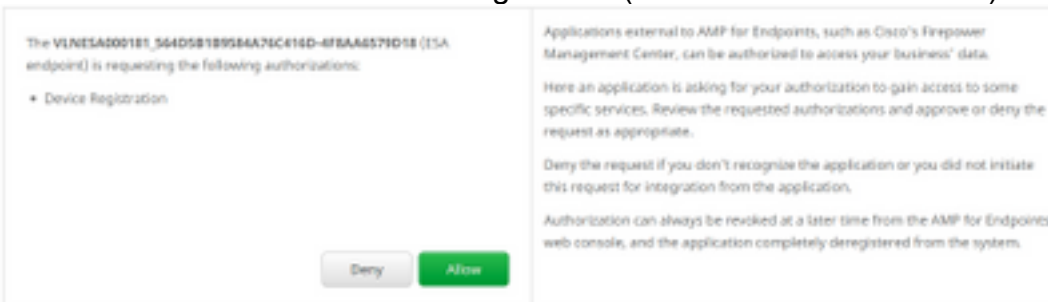 The VLNESA000181_564D5B1B9584A76C416D-4F8AA6579D18 (ESA
endpoint) is requesting the following authorizations:
• Device Registration
Deny
Allow
Applications external to AMP for Endpoints, such as Cisco's Firepower
Management Center, can be authorized to access your business' data.
Here an application is asking for your authorization to gain access to some
specific services. Review the requested authorizations and approve or deny the
request as appropriate.
Deny the request if you don't recognize the application or you did not initiate
this request for integration from the application.
Authorization can always be revoked at a later time from the AMP for Endpoints
web console, and the application completely deregistered from the system.